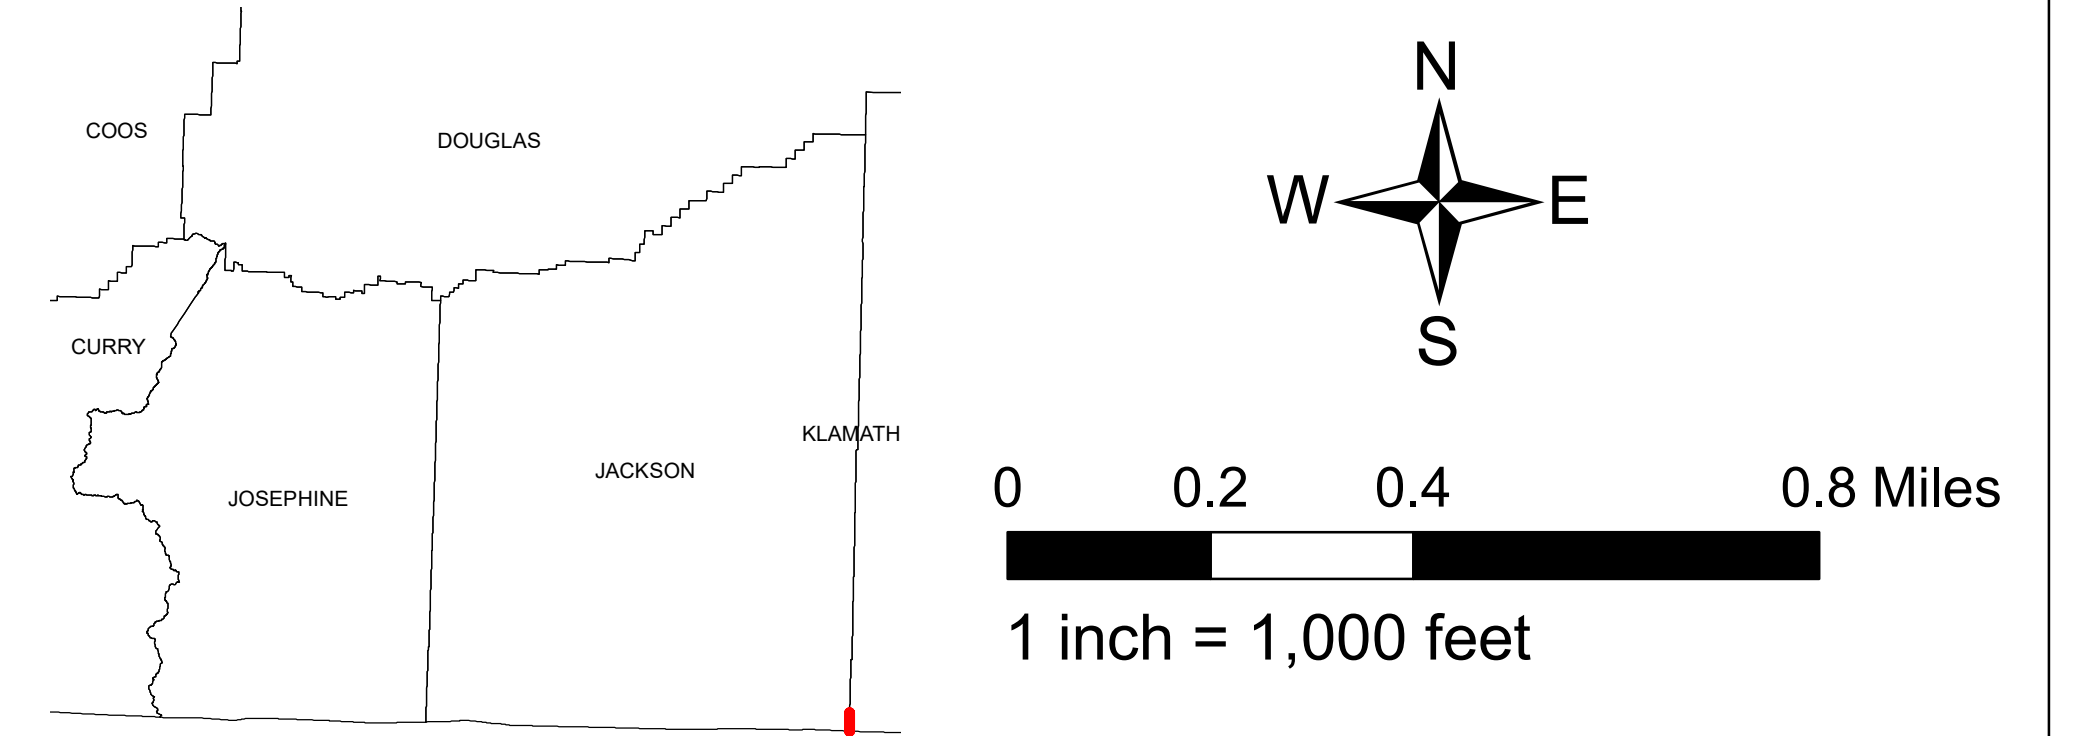 COOS
DOUGLAS
CURRY
KLAMATH
JACKSON
JOSEPHINE
N
W E
S
0 0.2 0.4 0.8 Miles
1 inch = 1,000 feet